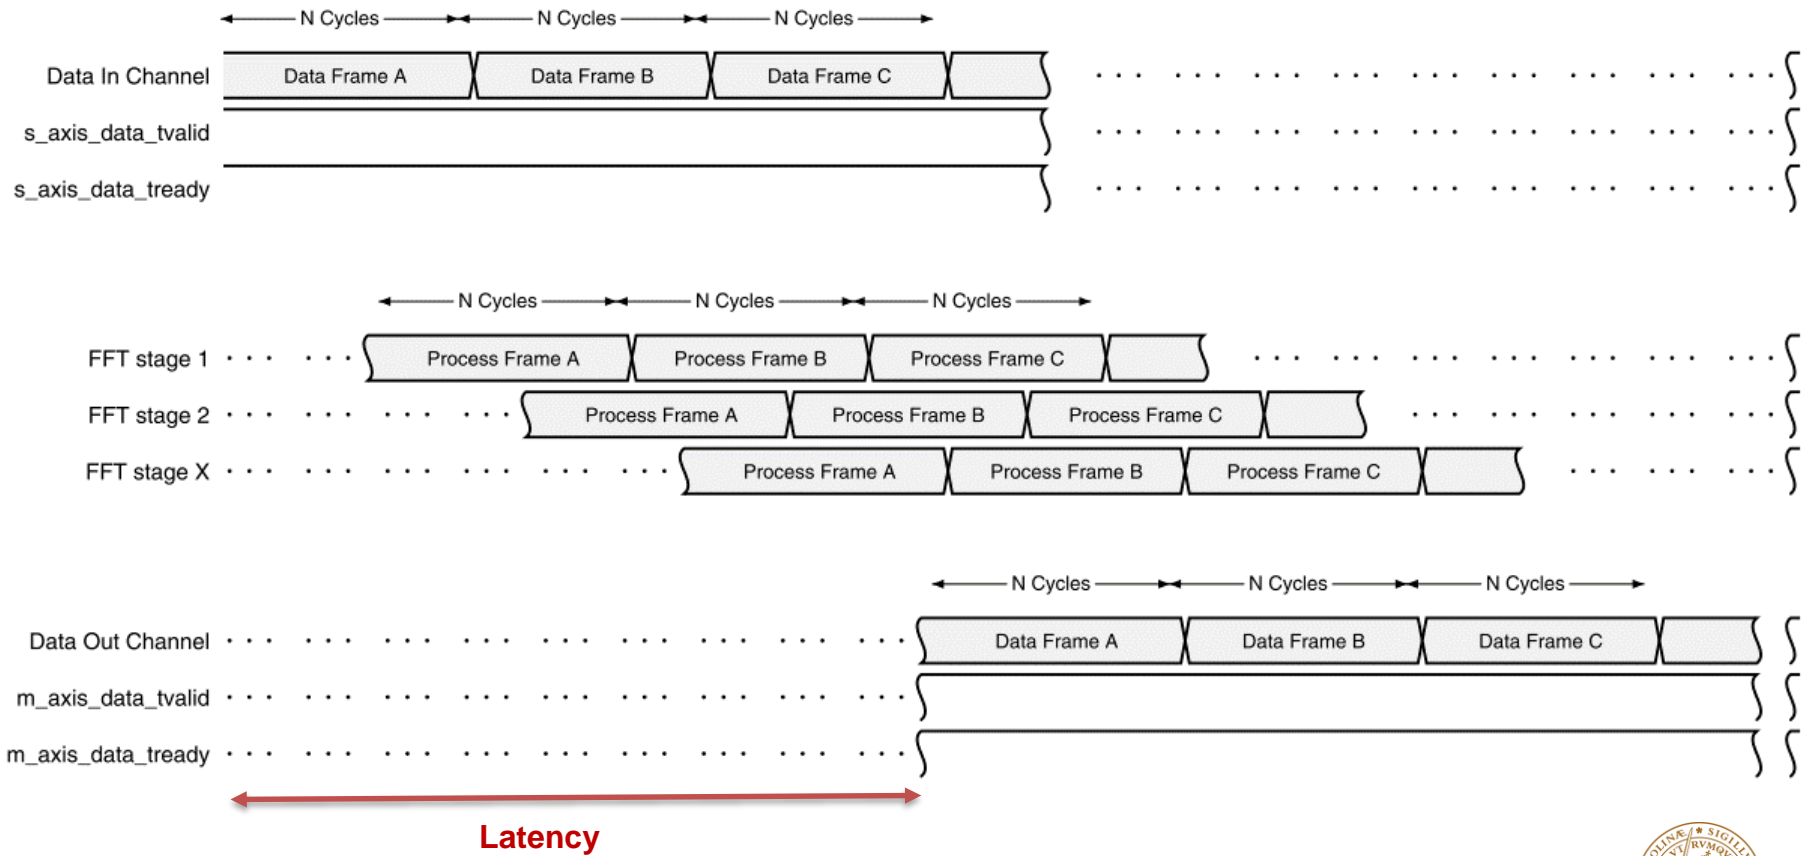 N Cycles N Cycles N Cycles
Data In Channel Data Frame A Data Frame B Data Frame C
s_axis_data_tvalid
s_axis_data_tready
N Cycles N Cycles N Cycles
FFT stage 1 Process Frame A Process Frame B Process Frame C
FFT stage 2 Process Frame A Process Frame B Process Frame C
FFT stage X Process Frame A Process Frame B Process Frame C
N Cycles N Cycles N Cycles
Data Out Channel Data Frame A Data Frame B Data Frame C
m_axis_data_tvalid
m_axis_data_tready
Latency